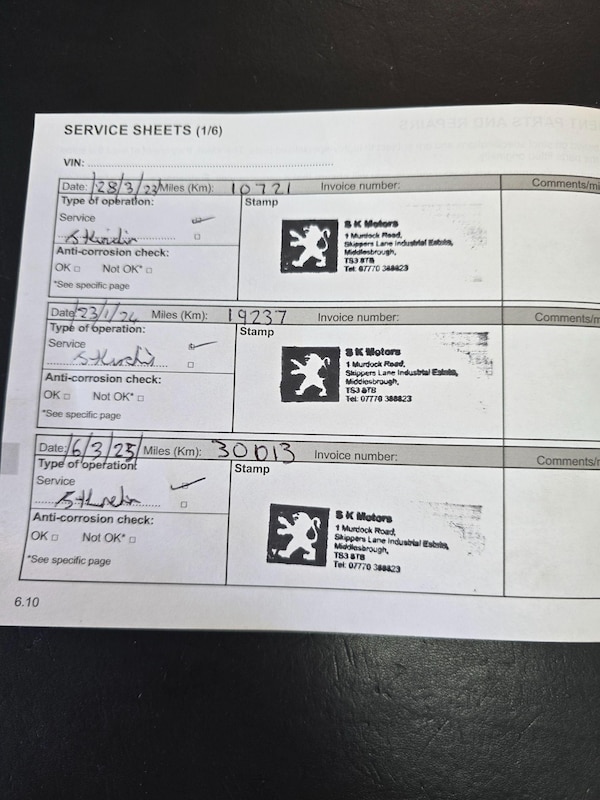 SERVICE SHEETS (1/6)
VIN:
Date: 28/3/23 Miles (Km): 10721 Invoice number: Comments/mi
Type of operation: Stamp
Service
S K Motors
1 Murdock Road,
Skippers Lane Industrial Estate,
Middlesbrough,
TS3 8TB
Tel: 07770 388823
Anti-corrosion check:
OK Not OK*
*See specific page
Date: 23/1/24 Miles (Km): 19237 Invoice number: Comments/m
Type of operation: Stamp
Service
S K Motors
1 Murdock Road,
Skippers Lane Industrial Estate,
Middlesbrough,
TS3 8TB
Tel: 07770 388823
Anti-corrosion check:
OK Not OK*
*See specific page
Date: 6/3/25 Miles (Km): 30013 Invoice number: Comments/m
Type of operation: Stamp
Service
S K Motors
1 Murdock Road,
Skippers Lane Industrial Estate,
Middlesbrough,
TS3 8TB
Tel: 07770 388823
Anti-corrosion check:
OK Not OK*
*See specific page
6.10